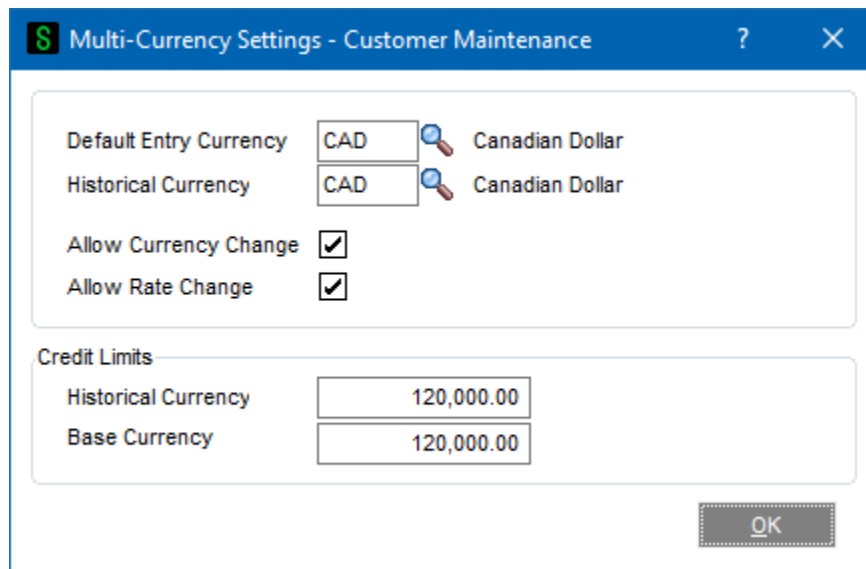 S Multi-Currency Settings - Customer Maintenance ? ✕
Default Entry Currency CAD Canadian Dollar
Historical Currency CAD Canadian Dollar
Allow Currency Change ✔
Allow Rate Change ✔
Credit Limits
Historical Currency 120,000.00
Base Currency 120,000.00
OK